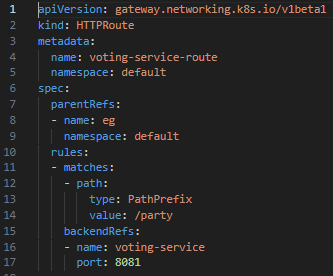 1 apiVersion: gateway.networking.k8s.io/v1beta1
2 kind: HTTPRoute
3 metadata:
4   name: voting-service-route
5   namespace: default
6 spec:
7   parentRefs:
8   - name: eg
9     namespace: default
10   rules:
11   - matches:
12     - path:
13         type: PathPrefix
14         value: /party
15     backendRefs:
16     - name: voting-service
17       port: 8081